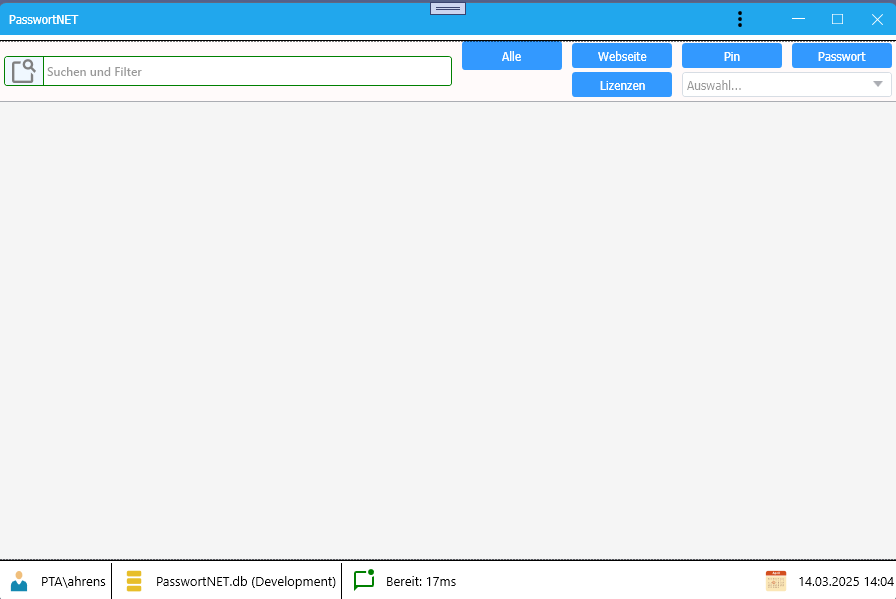 PasswortNET
Suchen und Filter
Alle
Webseite
Pin
Passwort
Lizenzen
Auswahl...
PTA\ahrens
PasswortNET.db (Development)
Bereit: 17ms
14.03.2025 14:04